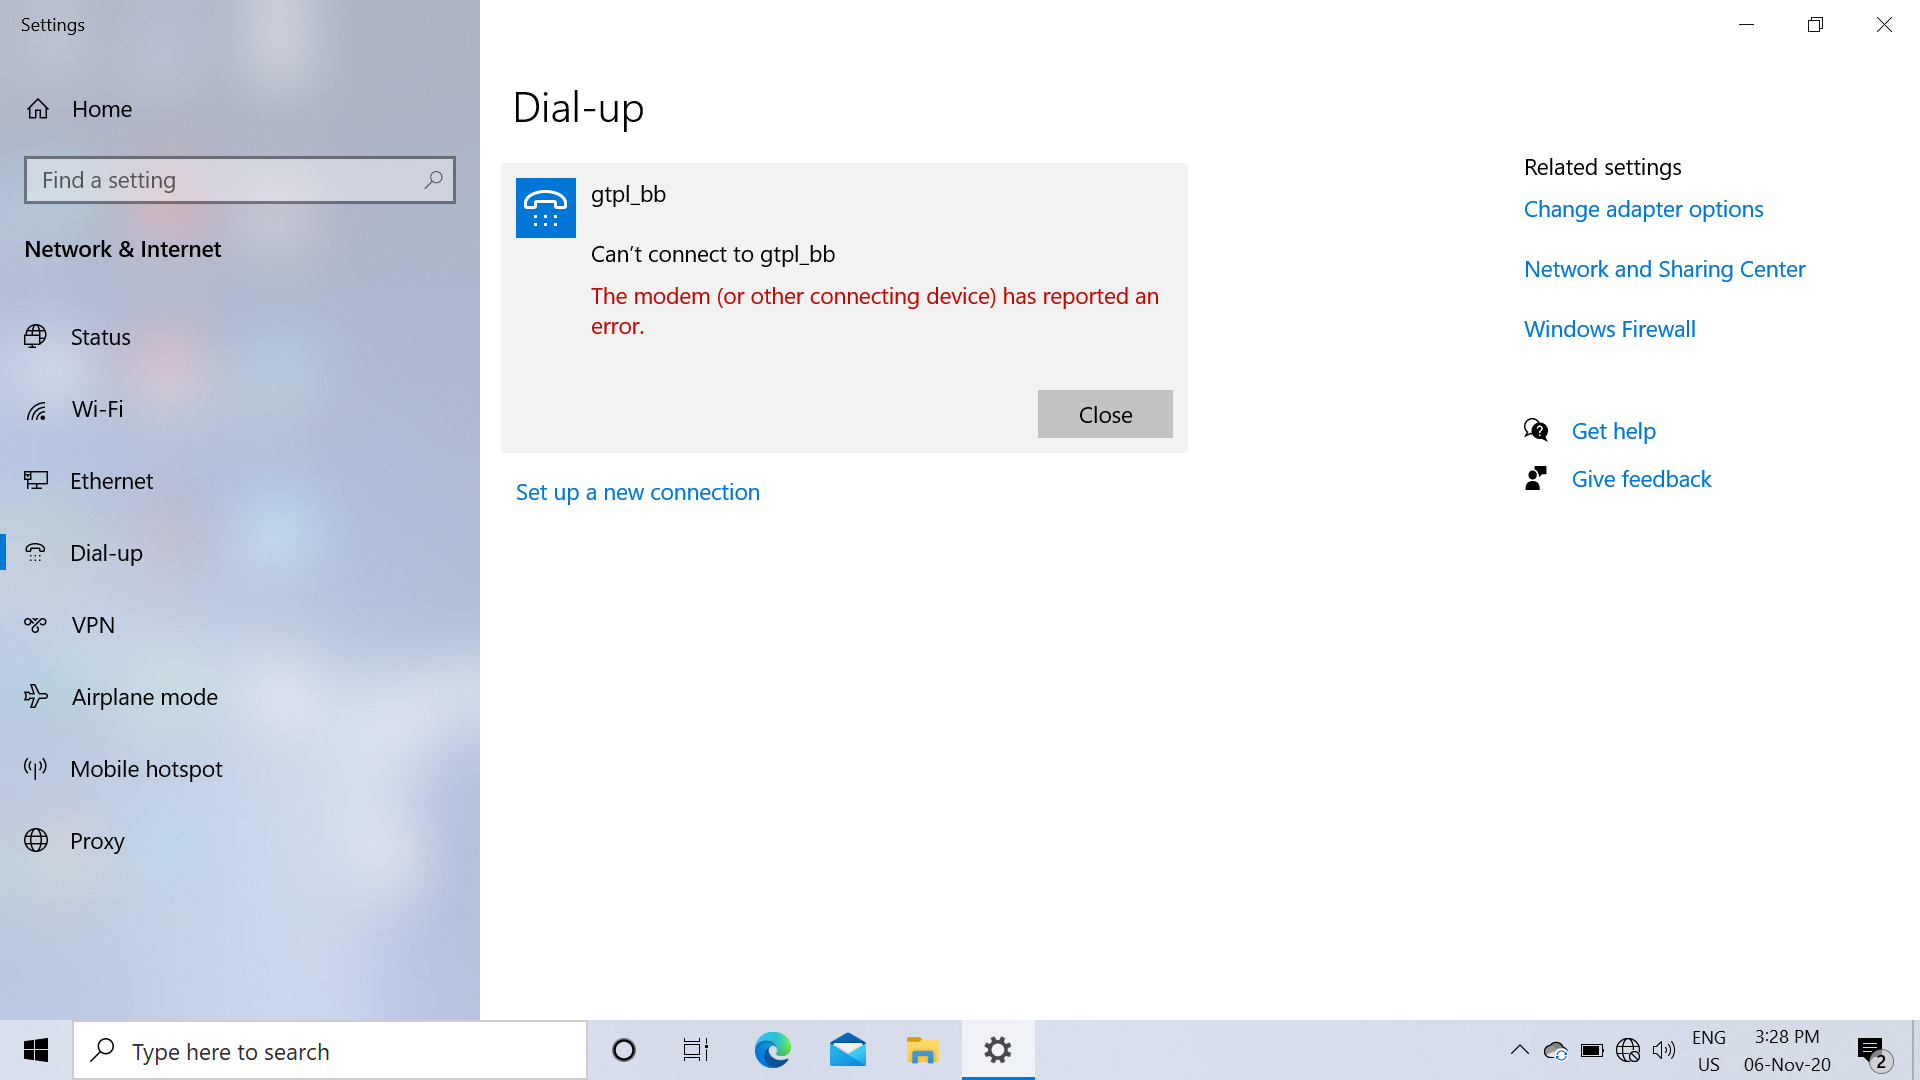 Settings
Home
Find a setting
Network & Internet
Status
Wi-Fi
Ethernet
Dial-up
VPN
Airplane mode
Mobile hotspot
Proxy
Dial-up
gtpl_bb
Can’t connect to gtpl_bb
The modem (or other connecting device) has reported an
error.
Close
Set up a new connection
Related settings
Change adapter options
Network and Sharing Center
Windows Firewall
Get help
Give feedback
Type here to search
ENG
US
3:28 PM
06-Nov-20
2